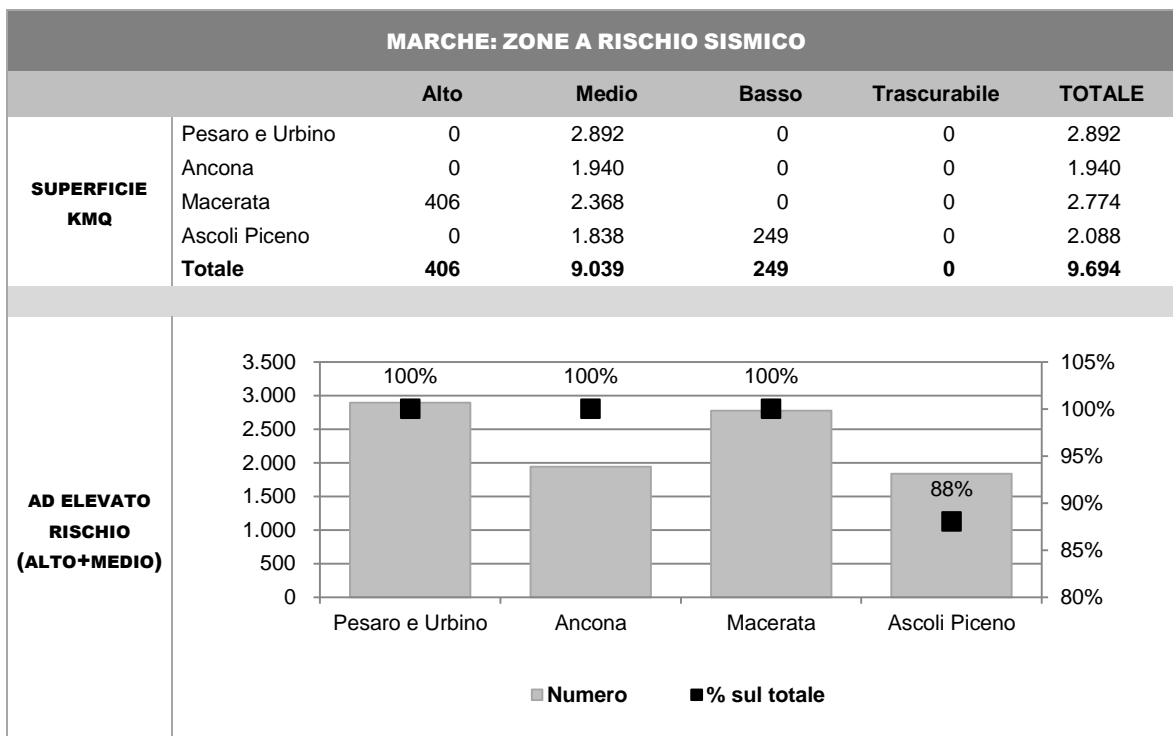 MARCHE: ZONE A RISCHIO SISMICO
Alto Medio Basso Trascurabile TOTALE
SUPERFICIE KMQ
Pesaro e Urbino 0 2.892 0 0 2.892
Ancona 0 1.940 0 0 1.940
Macerata 406 2.368 0 0 2.774
Ascoli Piceno 0 1.838 249 0 2.088
Totale 406 9.039 249 0 9.694
AD ELEVATO
RISCHIO
(ALTO+MEDIO)
3.500 105%
100% 100% 100%
3.000 100%
2.500
2.000 95%
88%
1.500 90%
1.000
500 85%
0 80%
Pesaro e Urbino Ancona Macerata Ascoli Piceno
Numero % sul totale